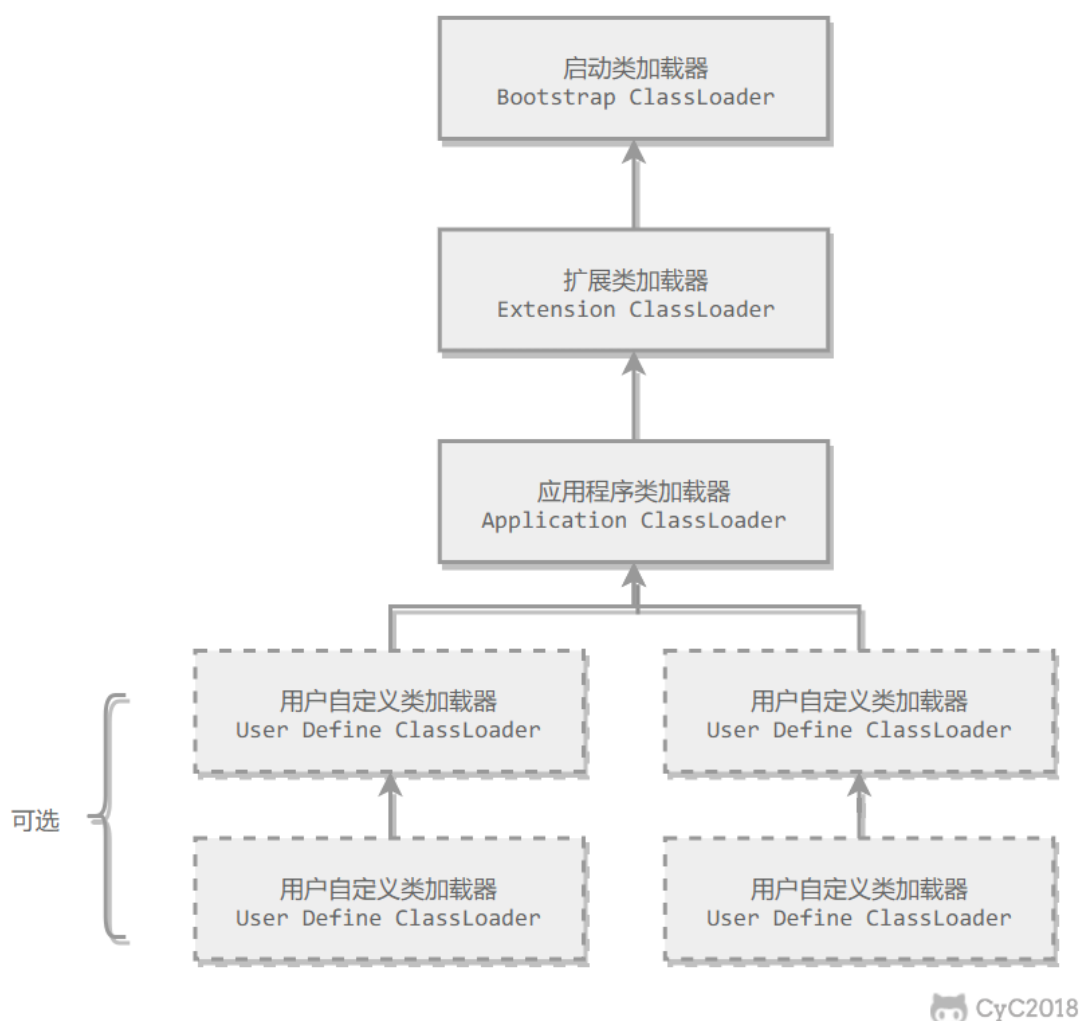 启动类加载器
Bootstrap ClassLoader
扩展类加载器
Extension ClassLoader
应用程序类加载器
Application ClassLoader
用户自定义类加载器
User Define ClassLoader
用户自定义类加载器
User Define ClassLoader
可选
用户自定义类加载器
User Define ClassLoader
用户自定义类加载器
User Define ClassLoader
CyC2018